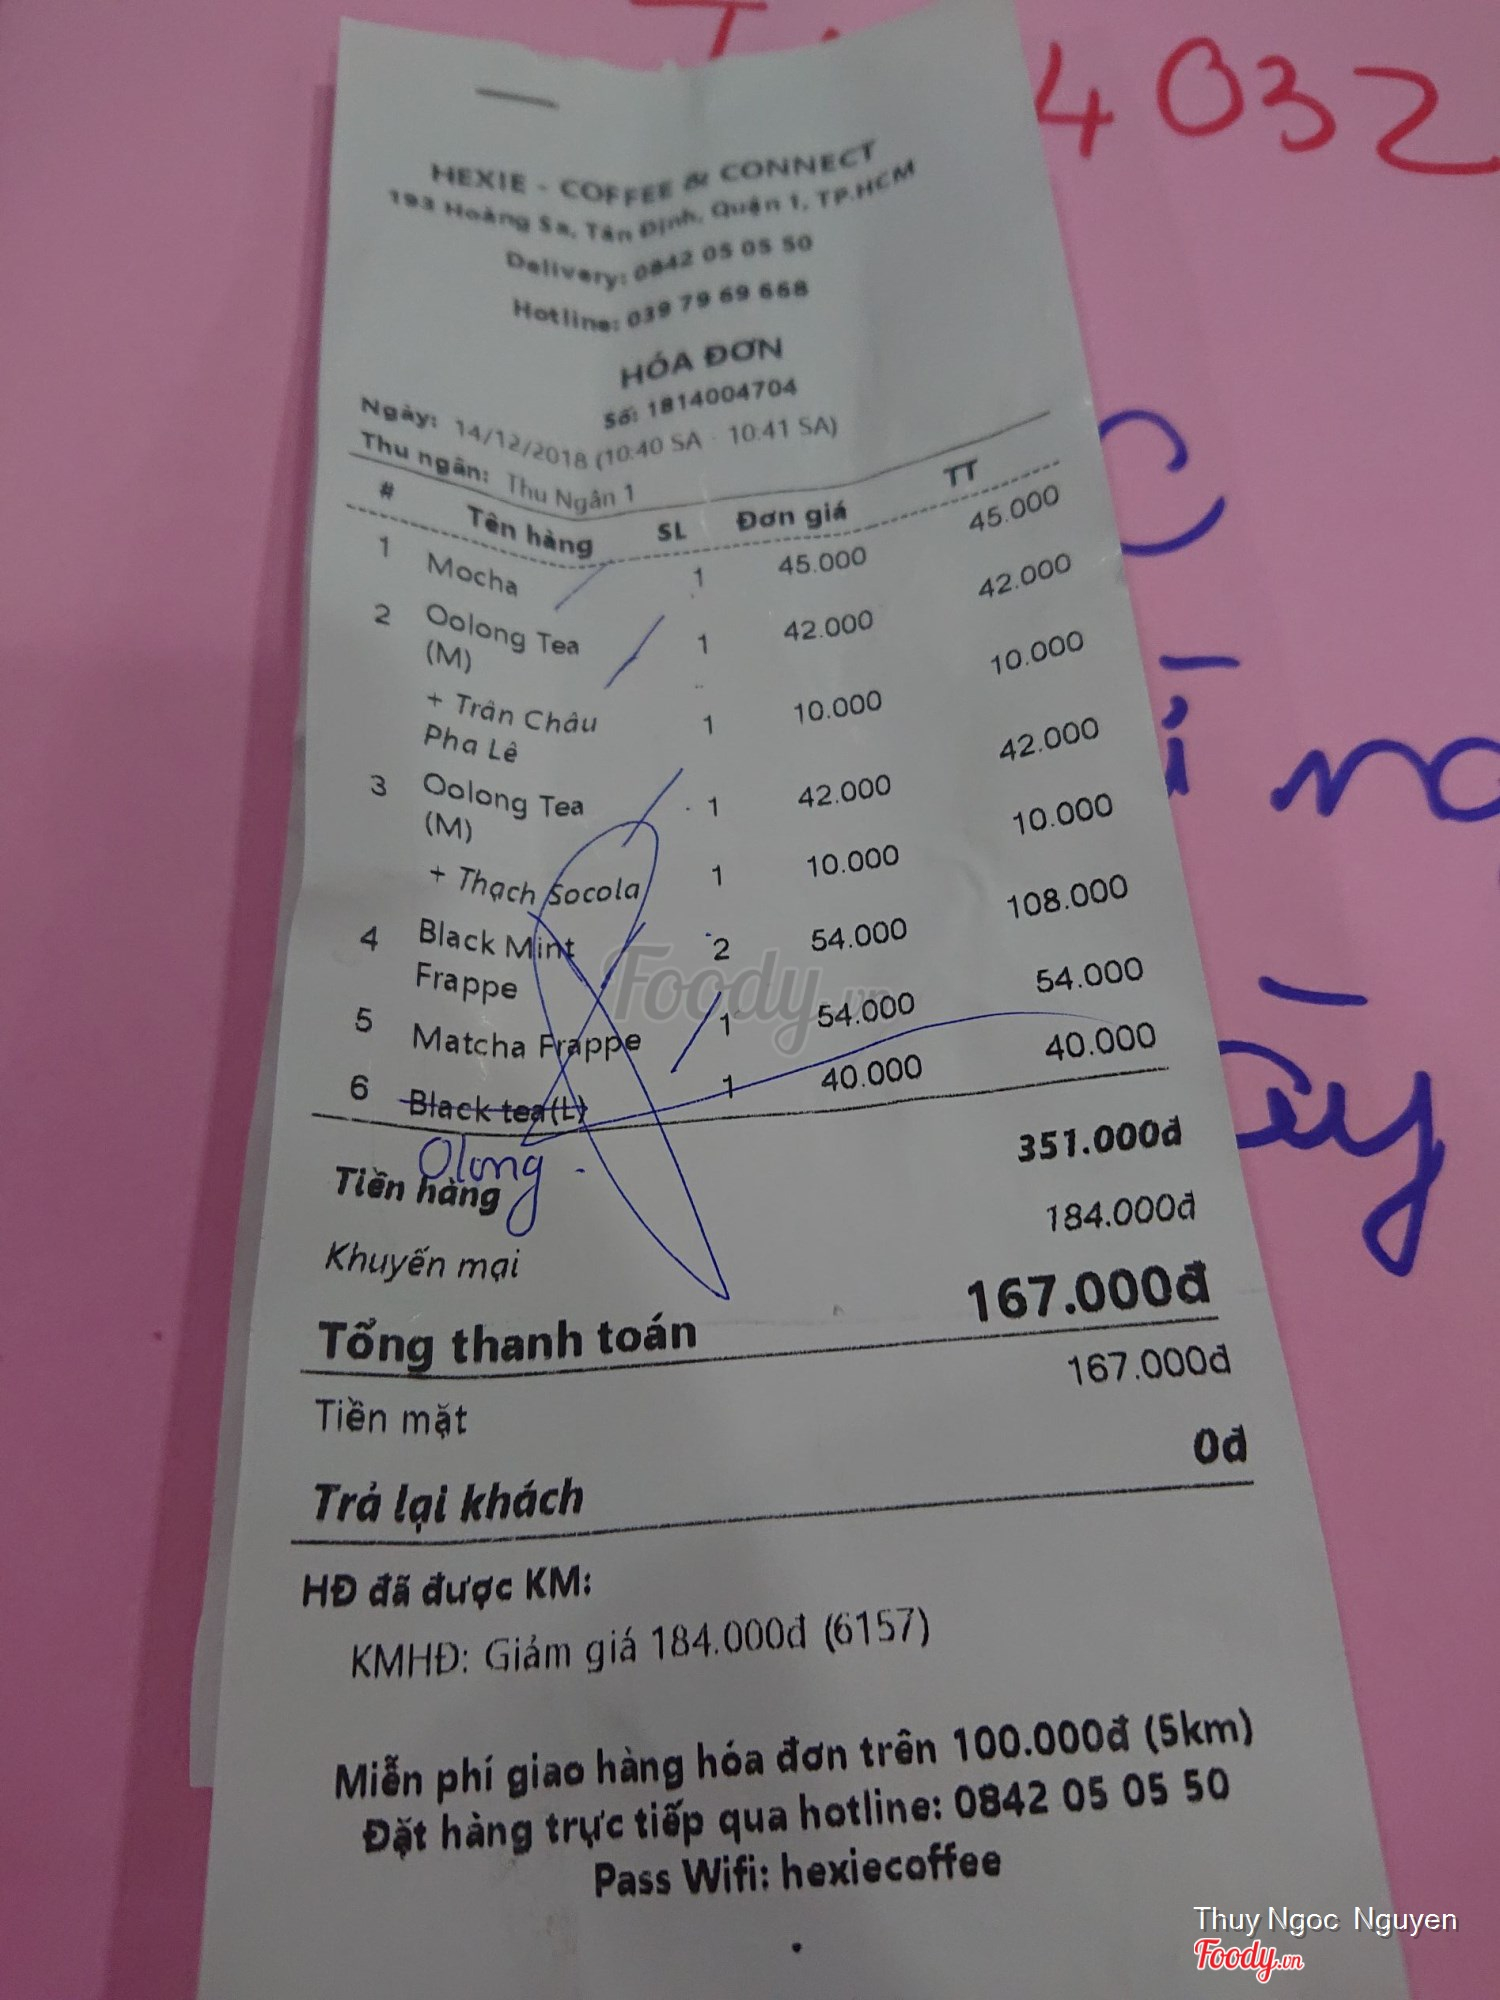 4032
HEXIE - COFFEE & CONNECT
193 Hoàng Sa, Tân Định, Quận 1, TP.HCM
Delivery: 0842 05 05 50
Hotline: 039 79 69 668
HÓA ĐƠN
Số: 1814004704
Ngày: 14/12/2018 (10:40 SA - 10:41 SA)
Thu ngân: Thu Ngân 1
# Tên hàng SL Đơn giá TT
1 Mocha 1 45.000 45.000
2 Oolong Tea 1 42.000 42.000
(M)
+ Trân Châu 1 10.000 10.000
Pha Lê
3 Oolong Tea 1 42.000 42.000
(M)
+ Thạch Socola 1 10.000 10.000
4 Black Mint 2 54.000 108.000
Frappe
5 Matcha Frappe 1 54.000 54.000
6 Black tea(L) 1 40.000 40.000
Olong
Tiền hàng 351.000đ
Khuyến mại 184.000đ
Tổng thanh toán 167.000đ
Tiền mặt 167.000đ
Trả lại khách 0đ
HĐ đã được KM:
KMHĐ: Giảm giá 184.000đ (6157)
Miễn phí giao hàng hóa đơn trên 100.000đ (5km)
Đặt hàng trực tiếp qua hotline: 0842 05 05 50
Pass Wifi: hexiecoffee
Foody.vn
Thuy Ngoc Nguyen
Foody.vn